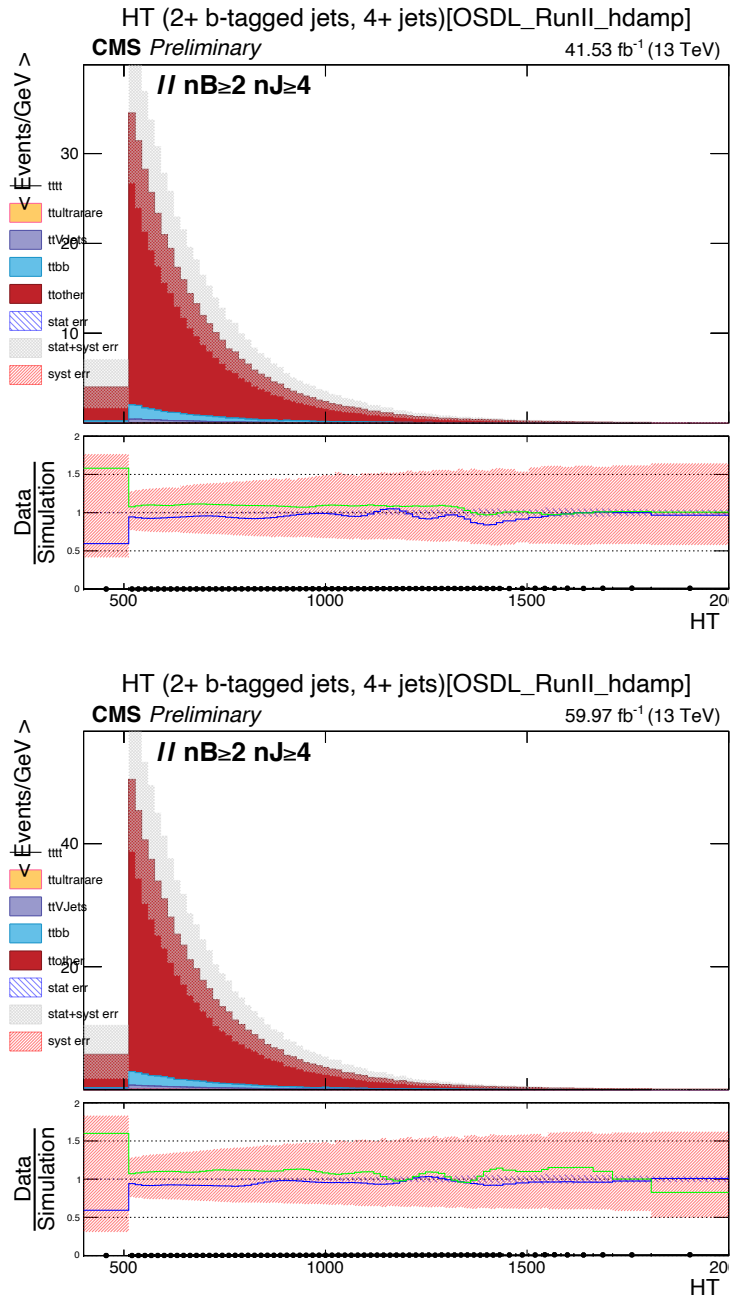 HT (2+ b-tagged jets, 4+ jets)[OSDL_RunII_hdamp]
CMS Preliminary 41.53 fb⁻¹ (13 TeV)
// nB≥2 nJ≥4
< Events/GeV >
30
20
10
tttt
ttultrarare
ttVJets
ttbb
ttother
stat err
stat+syst err
syst err
Data
Simulation
2
1.5
1
0.5
0
500 1000 1500 200
HT
HT (2+ b-tagged jets, 4+ jets)[OSDL_RunII_hdamp]
CMS Preliminary 59.97 fb⁻¹ (13 TeV)
// nB≥2 nJ≥4
< Events/GeV >
40
20
tttt
ttultrarare
ttVJets
ttbb
ttother
stat err
stat+syst err
syst err
Data
Simulation
2
1.5
1
0.5
0
500 1000 1500 200
HT